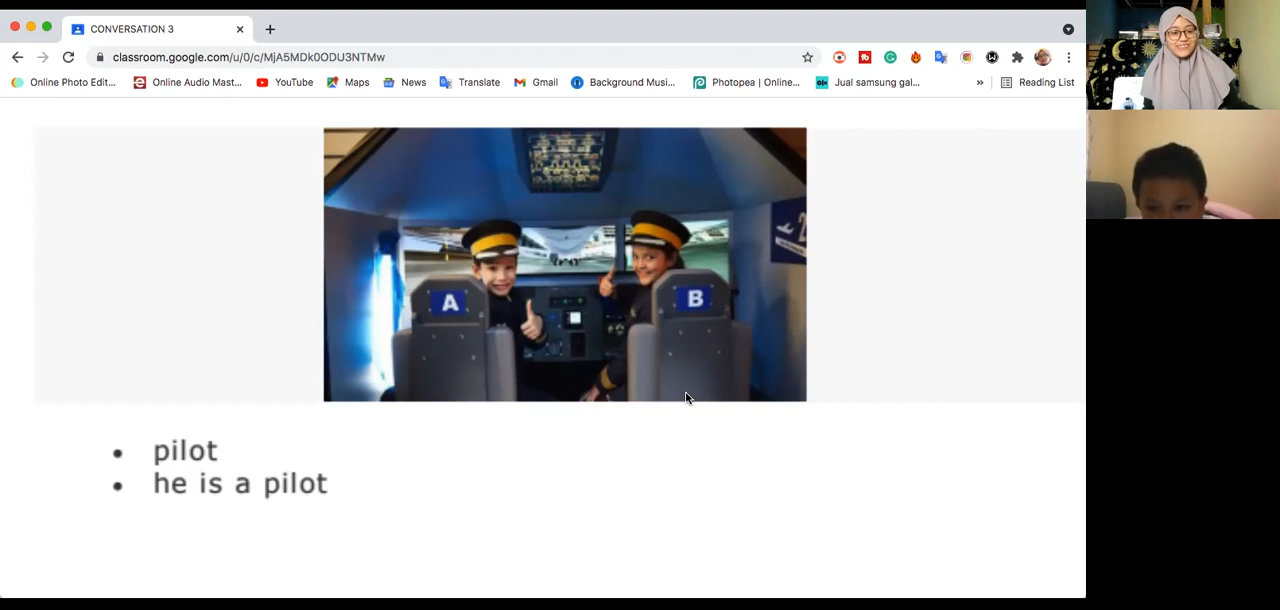 CONVERSATION 3
classroom.google.com/u/0/c/MjA5MDk0ODU3NTMw
Online Photo Edit...
Online Audio Mast...
YouTube
Maps
News
Translate
Gmail
Background Musi...
Photopea | Online...
Jual samsung gal...
»
Reading List
A
B
2
pilot
he is a pilot